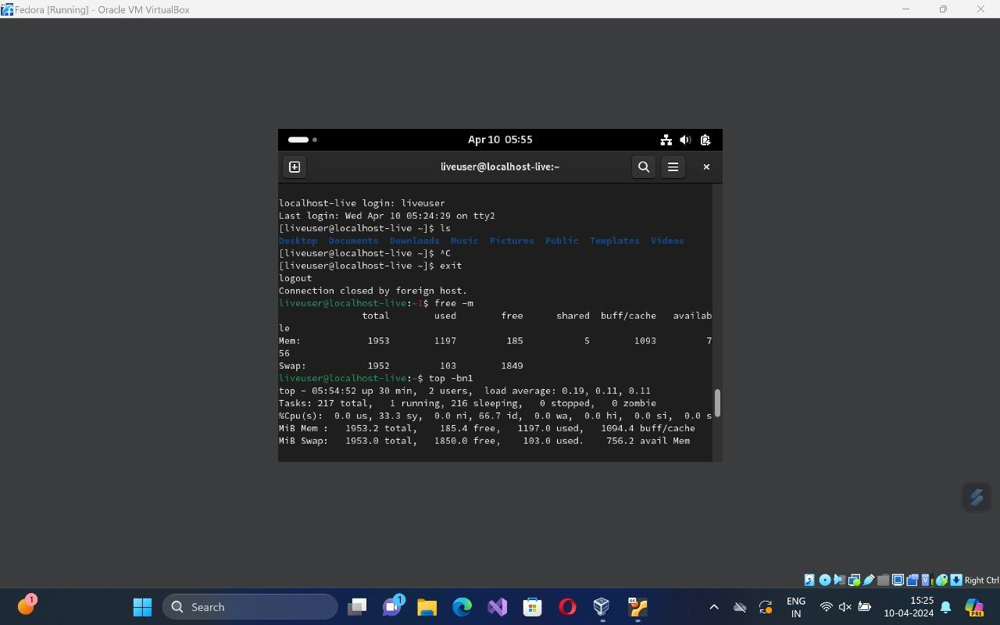 Fedora [Running] - Oracle VM VirtualBox
Apr 10 05:55
liveuser@localhost-live:~
localhost-live login: liveuser
Last login: Wed Apr 10 05:24:29 on tty2
[liveuser@localhost-live ~]$ ls
Desktop Documents Downloads Music Pictures Public Templates Videos
[liveuser@localhost-live ~]$ ^C
[liveuser@localhost-live ~]$ exit
logout
Connection closed by foreign host.
liveuser@localhost-live:~1$ free -m
total used free shared buff/cache availab
le
Mem: 1953 1197 185 5 1093 7
56
Swap: 1952 103 1849
liveuser@localhost-live:~$ top -bn1
top - 05:54:52 up 30 min, 2 users, load average: 0.19, 0.11, 0.11
Tasks: 217 total, 1 running, 216 sleeping, 0 stopped, 0 zombie
%Cpu(s): 0.0 us, 33.3 sy, 0.0 ni, 66.7 id, 0.0 wa, 0.0 hi, 0.0 si, 0.0 s
MiB Mem : 1953.2 total, 185.4 free, 1197.0 used, 1094.4 buff/cache
MiB Swap: 1953.0 total, 1850.0 free, 103.0 used. 756.2 avail Mem
Right Ctrl
1
Search
1
ENG
IN
15:25
10-04-2024
PRE